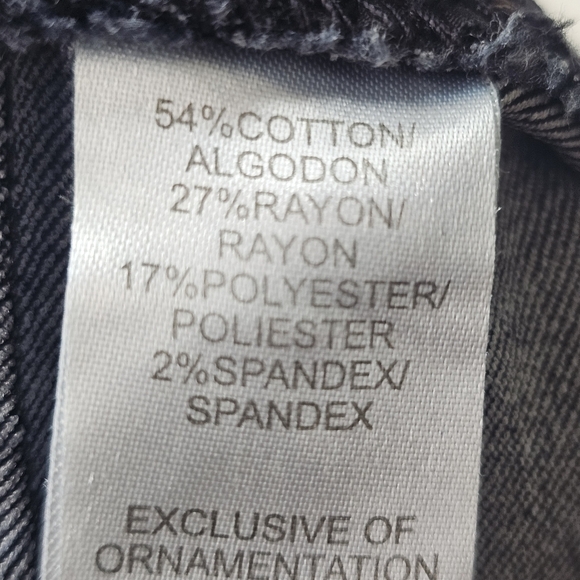 54%COTTON/
ALGODON
27%RAYON/
RAYON
17%POLYESTER/
POLIESTER
2%SPANDEX/
SPANDEX
EXCLUSIVE OF
ORNAMENTATION